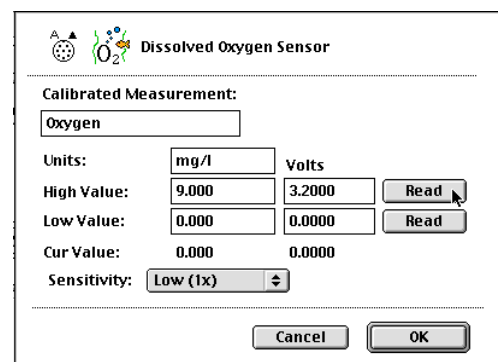 A
O2
Dissolved Oxygen Sensor
Calibrated Measurement:
Oxygen
Units: mg/l Volts
High Value: 9.000 3.2000 Read
Low Value: 0.000 0.0000 Read
Cur Value: 0.000 0.0000
Sensitivity: Low (1x)
Cancel OK